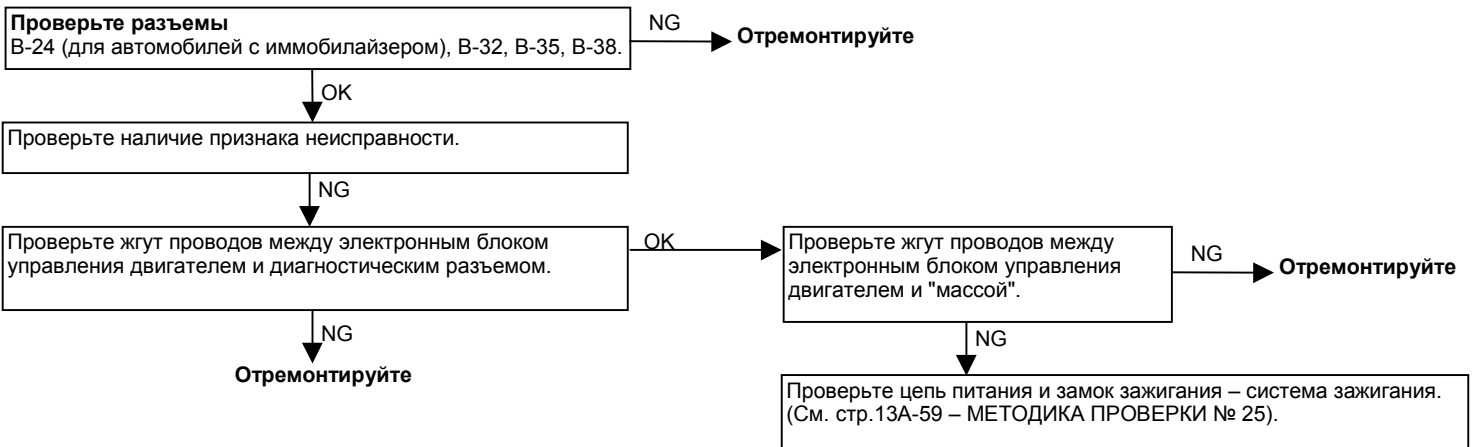 Проверьте разъемы
В-24 (для автомобилей с иммобилайзером), В-32, В-35, В-38.
NG
Отремонтируйте
OK
Проверьте наличие признака неисправности.
NG
Проверьте жгут проводов между электронным блоком
управления двигателем и диагностическим разъемом.
OK
Проверьте жгут проводов между
электронным блоком управления
двигателем и "массой".
NG
Отремонтируйте
NG
Отремонтируйте
NG
Проверьте цепь питания и замок зажигания – система зажигания.
(См. стр.13А-59 – МЕТОДИКА ПРОВЕРКИ № 25).